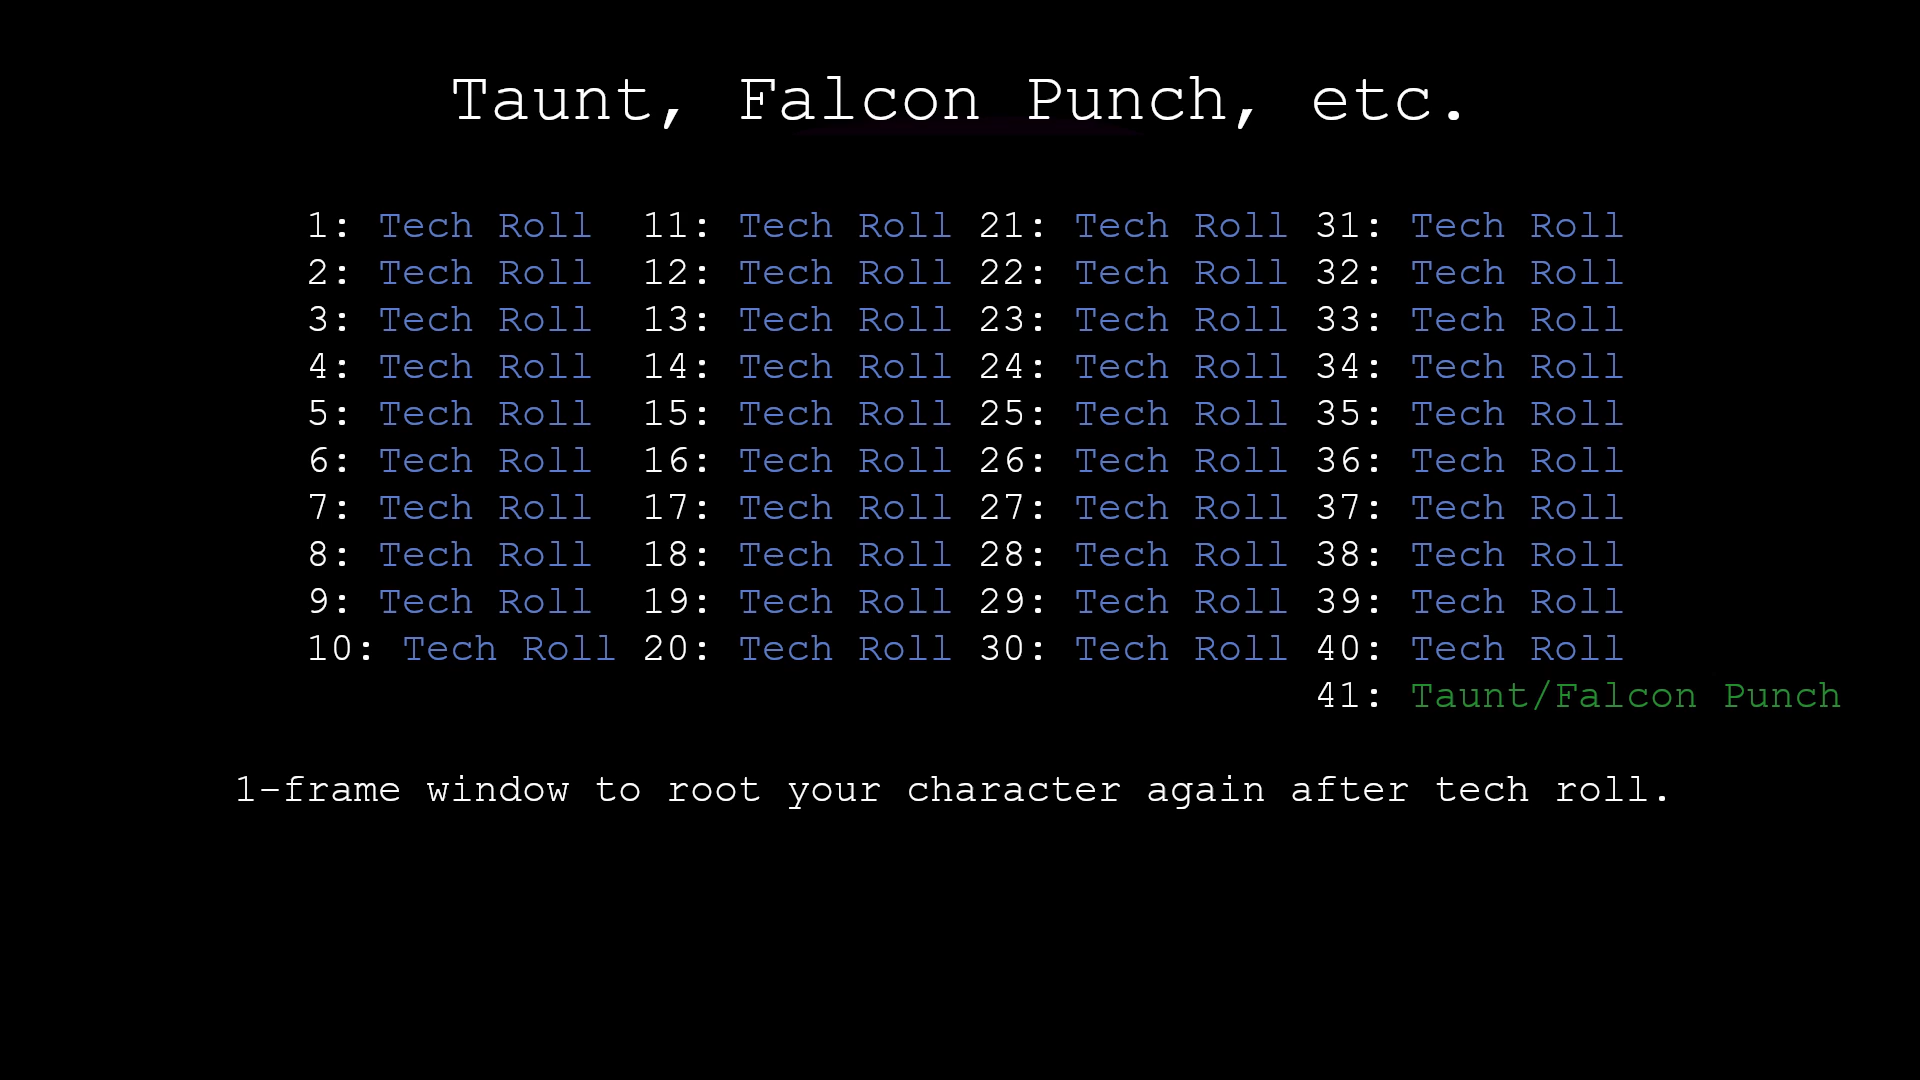 Taunt, Falcon Punch, etc.
1: Tech Roll 11: Tech Roll 21: Tech Roll 31: Tech Roll
2: Tech Roll 12: Tech Roll 22: Tech Roll 32: Tech Roll
3: Tech Roll 13: Tech Roll 23: Tech Roll 33: Tech Roll
4: Tech Roll 14: Tech Roll 24: Tech Roll 34: Tech Roll
5: Tech Roll 15: Tech Roll 25: Tech Roll 35: Tech Roll
6: Tech Roll 16: Tech Roll 26: Tech Roll 36: Tech Roll
7: Tech Roll 17: Tech Roll 27: Tech Roll 37: Tech Roll
8: Tech Roll 18: Tech Roll 28: Tech Roll 38: Tech Roll
9: Tech Roll 19: Tech Roll 29: Tech Roll 39: Tech Roll
10: Tech Roll 20: Tech Roll 30: Tech Roll 40: Tech Roll
41: Taunt/Falcon Punch
1-frame window to root your character again after tech roll.